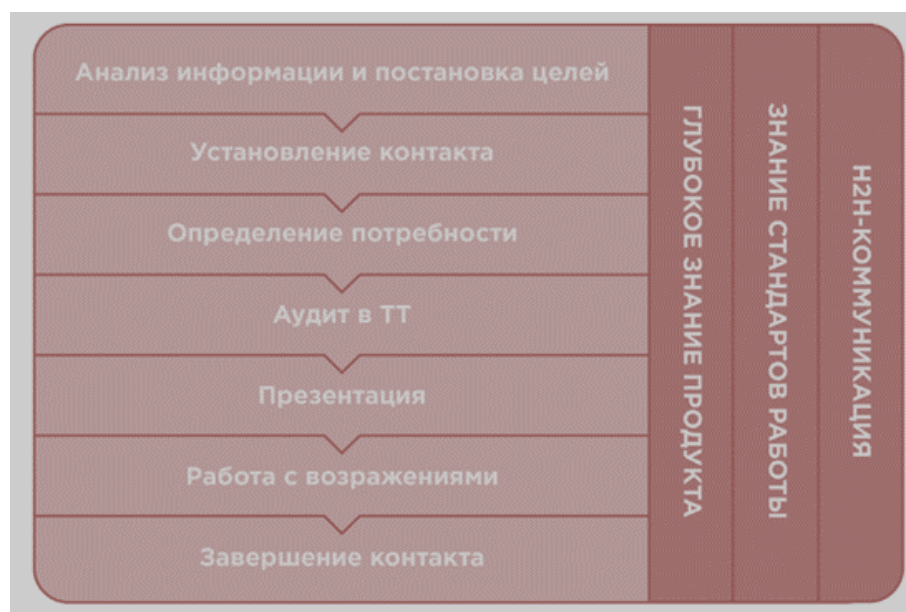 Анализ информации и постановка целей
Установление контакта
Определение потребности
Аудит в ТТ
Презентация
Работа с возражениями
Завершение контакта
ГЛУБОКОЕ ЗНАНИЕ ПРОДУКТА
ЗНАНИЕ СТАНДАРТОВ РАБОТЫ
H2H-КОММУНИКАЦИЯ